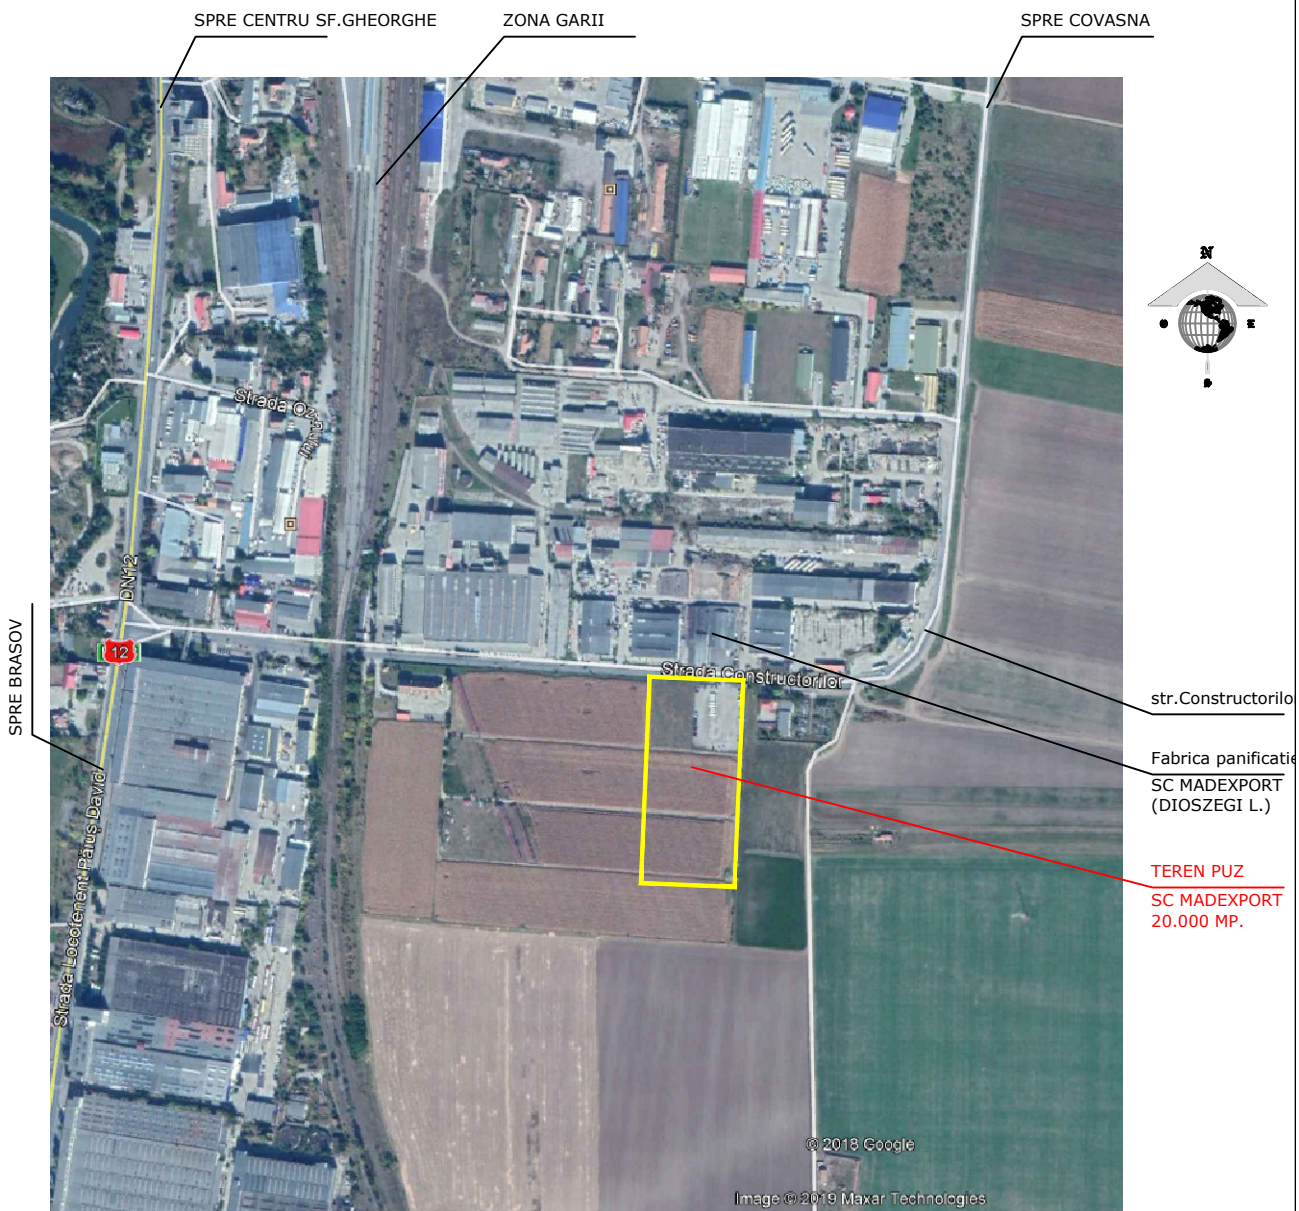 SPRE CENTRU SF.GHEORGHE
ZONA GARII
SPRE COVASNA
N
O
E
S
Strada Oz
DN12
12
SPRE BRASOV
Strada Constructorilor
str.Constructorilo
Fabrica panificatie
SC MADEXPORT
(DIOSZEGI L.)
TEREN PUZ
SC MADEXPORT
20.000 MP.
Strada Locotenent Păiuș David
© 2018 Google
Image © 2019 Maxar Technologies